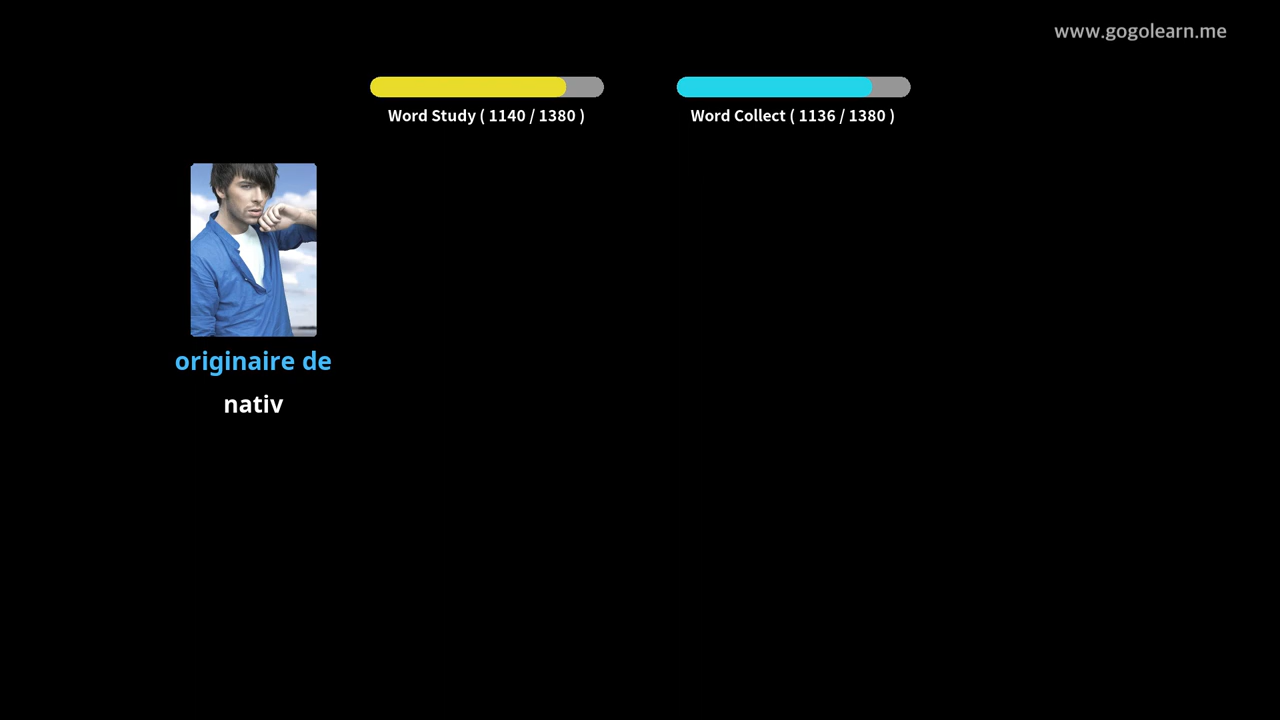 www.gogolearn.me
Word Study ( 1140 / 1380 )
Word Collect ( 1136 / 1380 )
originaire de
nativ